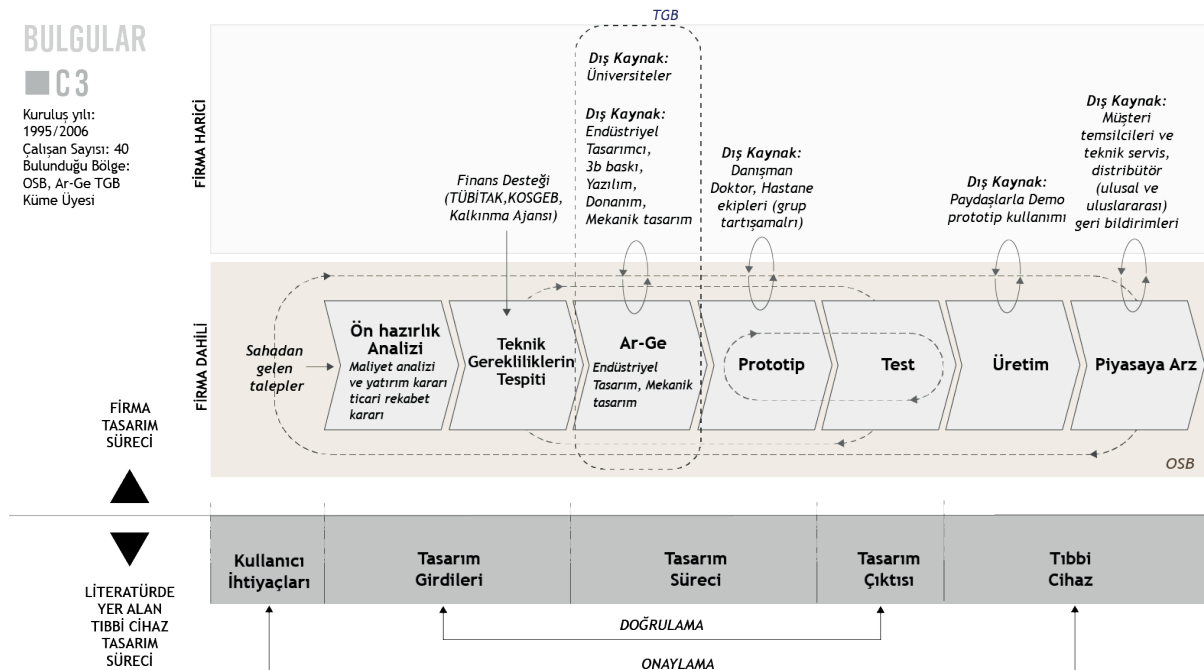 BULGULAR
C3
Kuruluş yılı:
1995/2006
Çalışan Sayısı: 40
Bulunduğu Bölge:
OSB, Ar-Ge TGB
Küme Üyesi
TGB
FİRMA HARİCİ
Finans Desteği
(TÜBİTAK,KOSGEB,
Kalkınma Ajansı)
Dış Kaynak:
Üniversiteler
Dış Kaynak:
Endüstriyel
Tasarımcı,
3b baskı,
Yazılım,
Donanım,
Mekanik tasarım
Dış Kaynak:
Danışman
Doktor, Hastane
ekipleri (grup
tartışamalrı)
Dış Kaynak:
Paydaşlarla Demo
prototip kullanımı
Dış Kaynak:
Müşteri
temsilcileri ve
teknik servis,
distribütör
(ulusal ve
uluslararası)
geri bildirimleri
FİRMA DAHİLİ
Sahadan
gelen
talepler
Ön hazırlık
Analizi
Maliyet analizi
ve yatırım kararı
ticari rekabet
kararı
Teknik
Gerekliliklerin
Tespiti
Ar-Ge
Endüstriyel
Tasarım, Mekanik
tasarım
Prototip
Test
Üretim
Piyasaya Arz
OSB
FİRMA
TASARIM
SÜRECİ
LİTERATÜRDE
YER ALAN
TIBBİ CİHAZ
TASARIM
SÜRECİ
Kullanıcı
İhtiyaçları
Tasarım
Girdileri
Tasarım
Süreci
Tasarım
Çıktısı
Tıbbi
Cihaz
DOĞRULAMA
ONAYLAMA